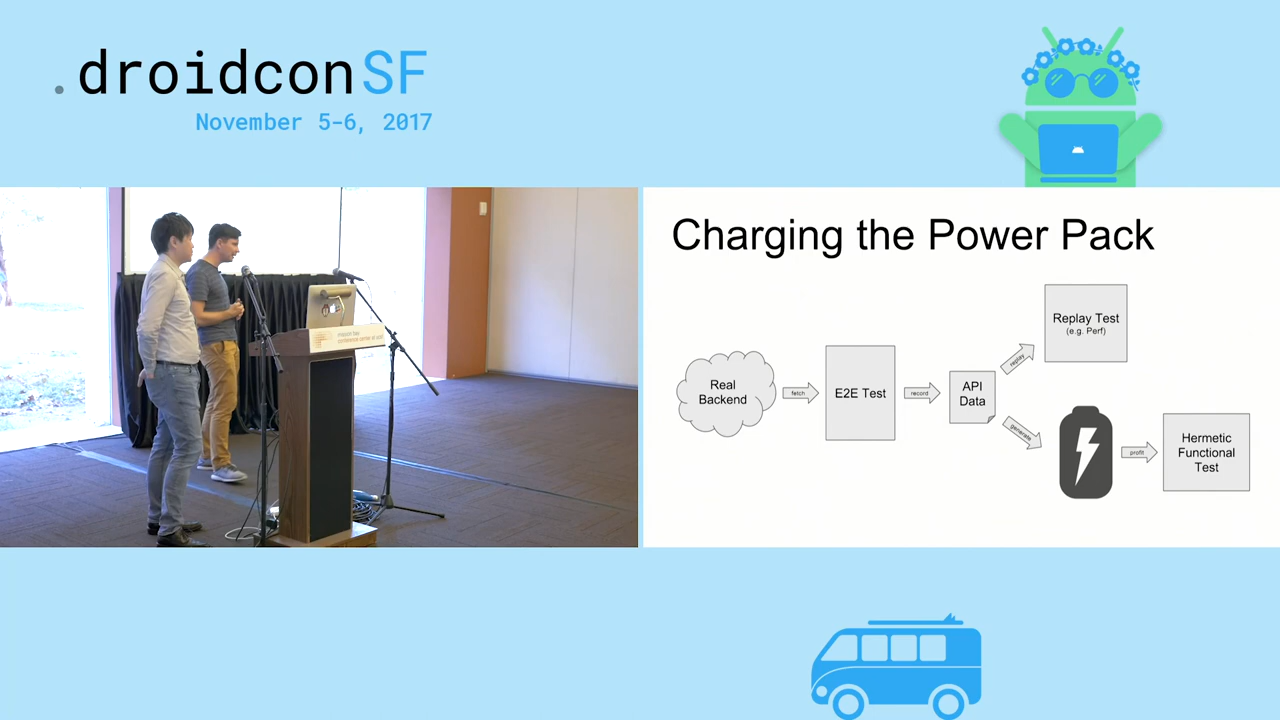 .droidconSF
November 5-6, 2017
Charging the Power Pack
Real
Backend
fetch
E2E Test
record
API
Data
replay
Replay Test
(e.g. Perf)
generate
profit
Hermetic
Functional
Test